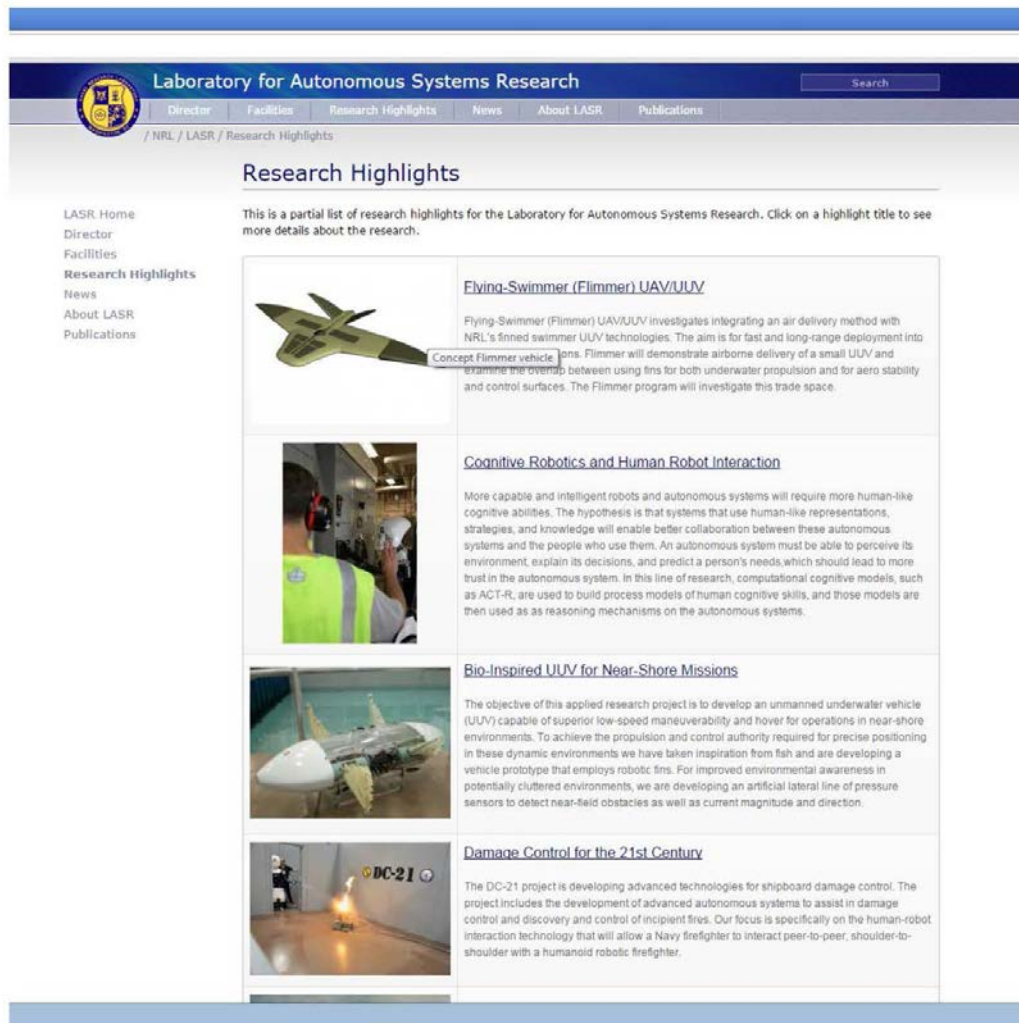 Laboratory for Autonomous Systems Research
Search
Director
Facilities
Research Highlights
News
About LASR
Publications
/ NRL / LASR / Research Highlights
Research Highlights
LASR Home
Director
Facilities
Research Highlights
News
About LASR
Publications
This is a partial list of research highlights for the Laboratory for Autonomous Systems Research. Click on a highlight title to see
more details about the research.
Flying-Swimmer (Flimmer) UAV/UUV
Flying-Swimmer (Flimmer) UAV/UUV investigates integrating an air delivery method with
NRL's finned swimmer UUV technologies. The aim is for fast and long-range deployment into
Concept Flimmer vehicle
ons. Flimmer will demonstrate airborne delivery of a small UUV and
examine the overlap between using fins for both underwater propulsion and for aero stability
and control surfaces. The Flimmer program will investigate this trade space.
Cognitive Robotics and Human Robot Interaction
More capable and intelligent robots and autonomous systems will require more human-like
cognitive abilities. The hypothesis is that systems that use human-like representations,
strategies, and knowledge will enable better collaboration between these autonomous
systems and the people who use them. An autonomous system must be able to perceive its
environment, explain its decisions, and predict a person's needs,which should lead to more
trust in the autonomous system. In this line of research, computational cognitive models, such
as ACT-R, are used to build process models of human cognitive skills, and those models are
then used as as reasoning mechanisms on the autonomous systems.
Bio-Inspired UUV for Near-Shore Missions
The objective of this applied research project is to develop an unmanned underwater vehicle
(UUV) capable of superior low-speed maneuverability and hover for operations in near-shore
environments. To achieve the propulsion and control authority required for precise positioning
in these dynamic environments we have taken inspiration from fish and are developing a
vehicle prototype that employs robotic fins. For improved environmental awareness in
potentially cluttered environments, we are developing an artificial lateral line of pressure
sensors to detect near-field obstacles as well as current magnitude and direction.
DC-21
Damage Control for the 21st Century
The DC-21 project is developing advanced technologies for shipboard damage control. The
project includes the development of advanced autonomous systems to assist in damage
control and discovery and control of incipient fires. Our focus is specifically on the human-robot
interaction technology that will allow a Navy firefighter to interact peer-to-peer, shoulder-to-
shoulder with a humanoid robotic firefighter.